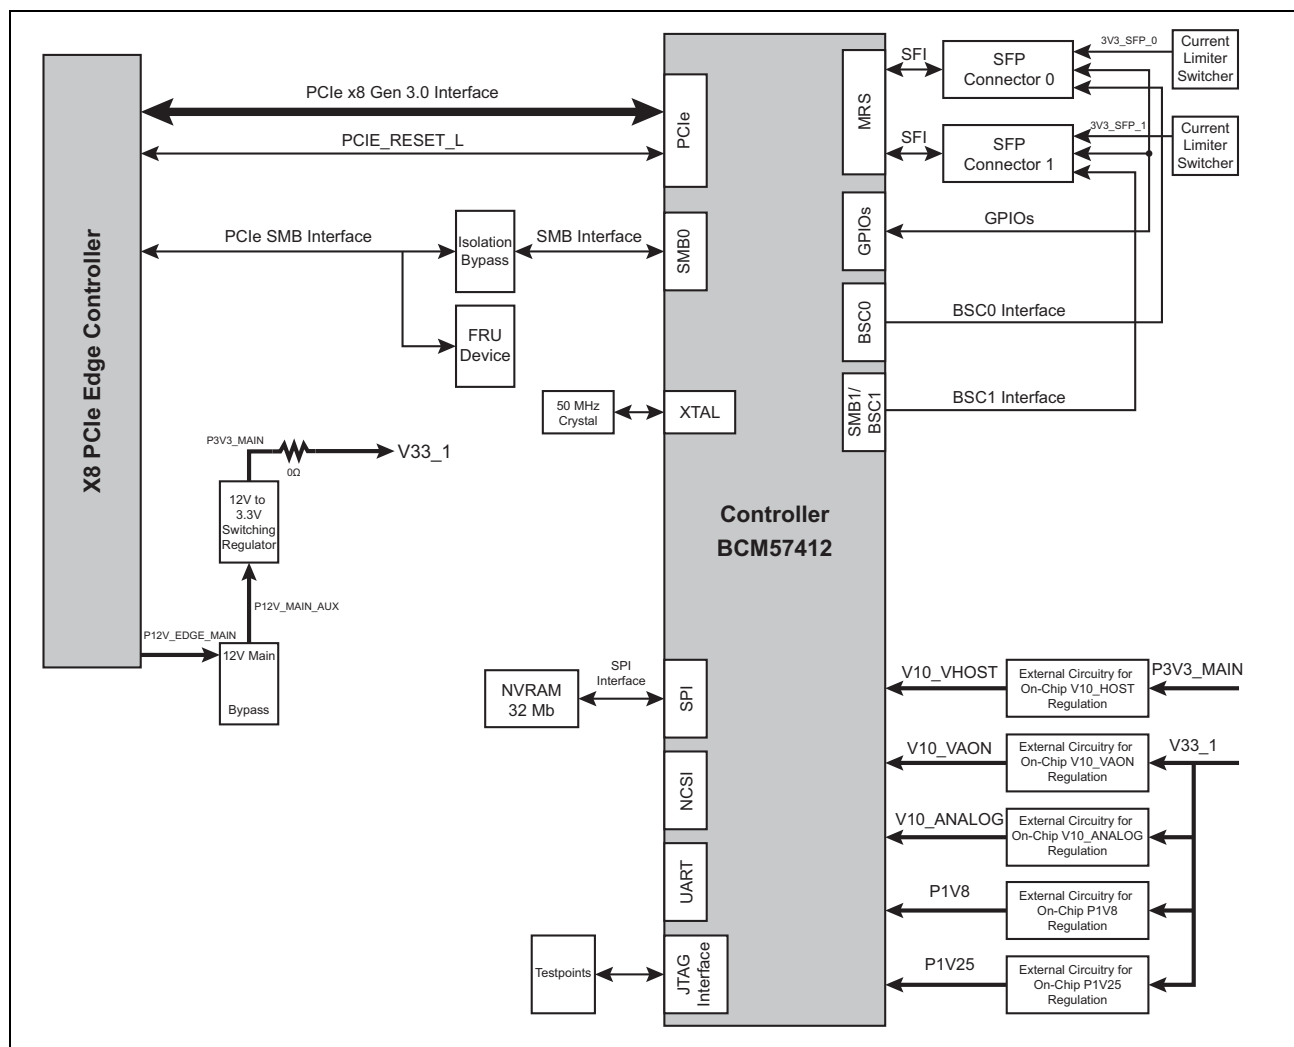 X8 PCIe Edge Controller
PCIe x8 Gen 3.0 Interface
PCIE_RESET_L
PCIe SMB Interface
Isolation
Bypass
SMB Interface
FRU
Device
50 MHz
Crystal
P3V3_MAIN
0Ω
V33_1
12V to
3.3V
Switching
Regulator
P12V_MAIN_AUX
P12V_EDGE_MAIN
12V Main
Bypass
NVRAM
32 Mb
SPI
Interface
Testpoints
PCIe
SMB0
XTAL
SPI
NCSI
UART
JTAG
Interface
Controller
BCM57412
MRS
GPIOs
BSC0
SMB1/
BSC1
SFI
SFP
Connector 0
3V3_SFP_0
Current
Limiter
Switcher
SFI
SFP
Connector 1
3V3_SFP_1
Current
Limiter
Switcher
GPIOs
BSC0 Interface
BSC1 Interface
V10_VHOST
External Circuitry for
On-Chip V10_HOST
Regulation
P3V3_MAIN
V10_VAON
External Circuitry for
On-Chip V10_VAON
Regulation
V33_1
V10_ANALOG
External Circuitry for
On-Chip V10_ANALOG
Regulation
P1V8
External Circuitry for
On-Chip P1V8
Regulation
P1V25
External Circuitry for
On-Chip P1V25
Regulation